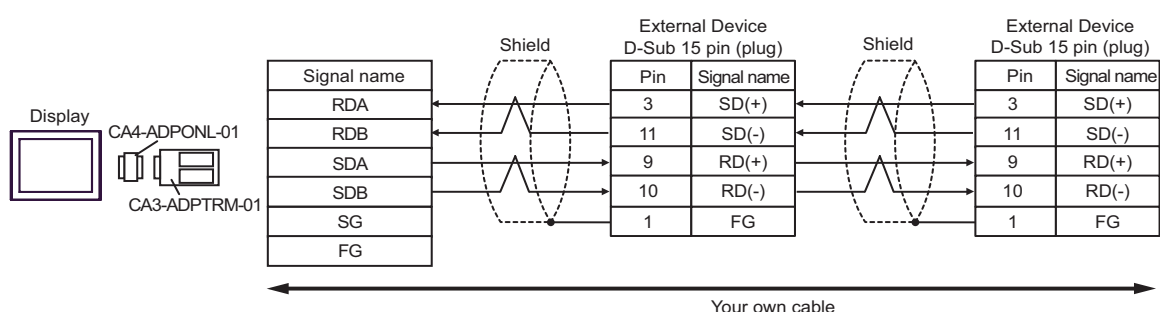 External Device
D-Sub 15 pin (plug)
External Device
D-Sub 15 pin (plug)
Shield
Shield
Display
CA4-ADPONL-01
CA3-ADPTRM-01
Signal name
RDA
RDB
SDA
SDB
SG
FG
Pin Signal name
3 SD(+)
11 SD(-)
9 RD(+)
10 RD(-)
1 FG
Pin Signal name
3 SD(+)
11 SD(-)
9 RD(+)
10 RD(-)
1 FG
Your own cable